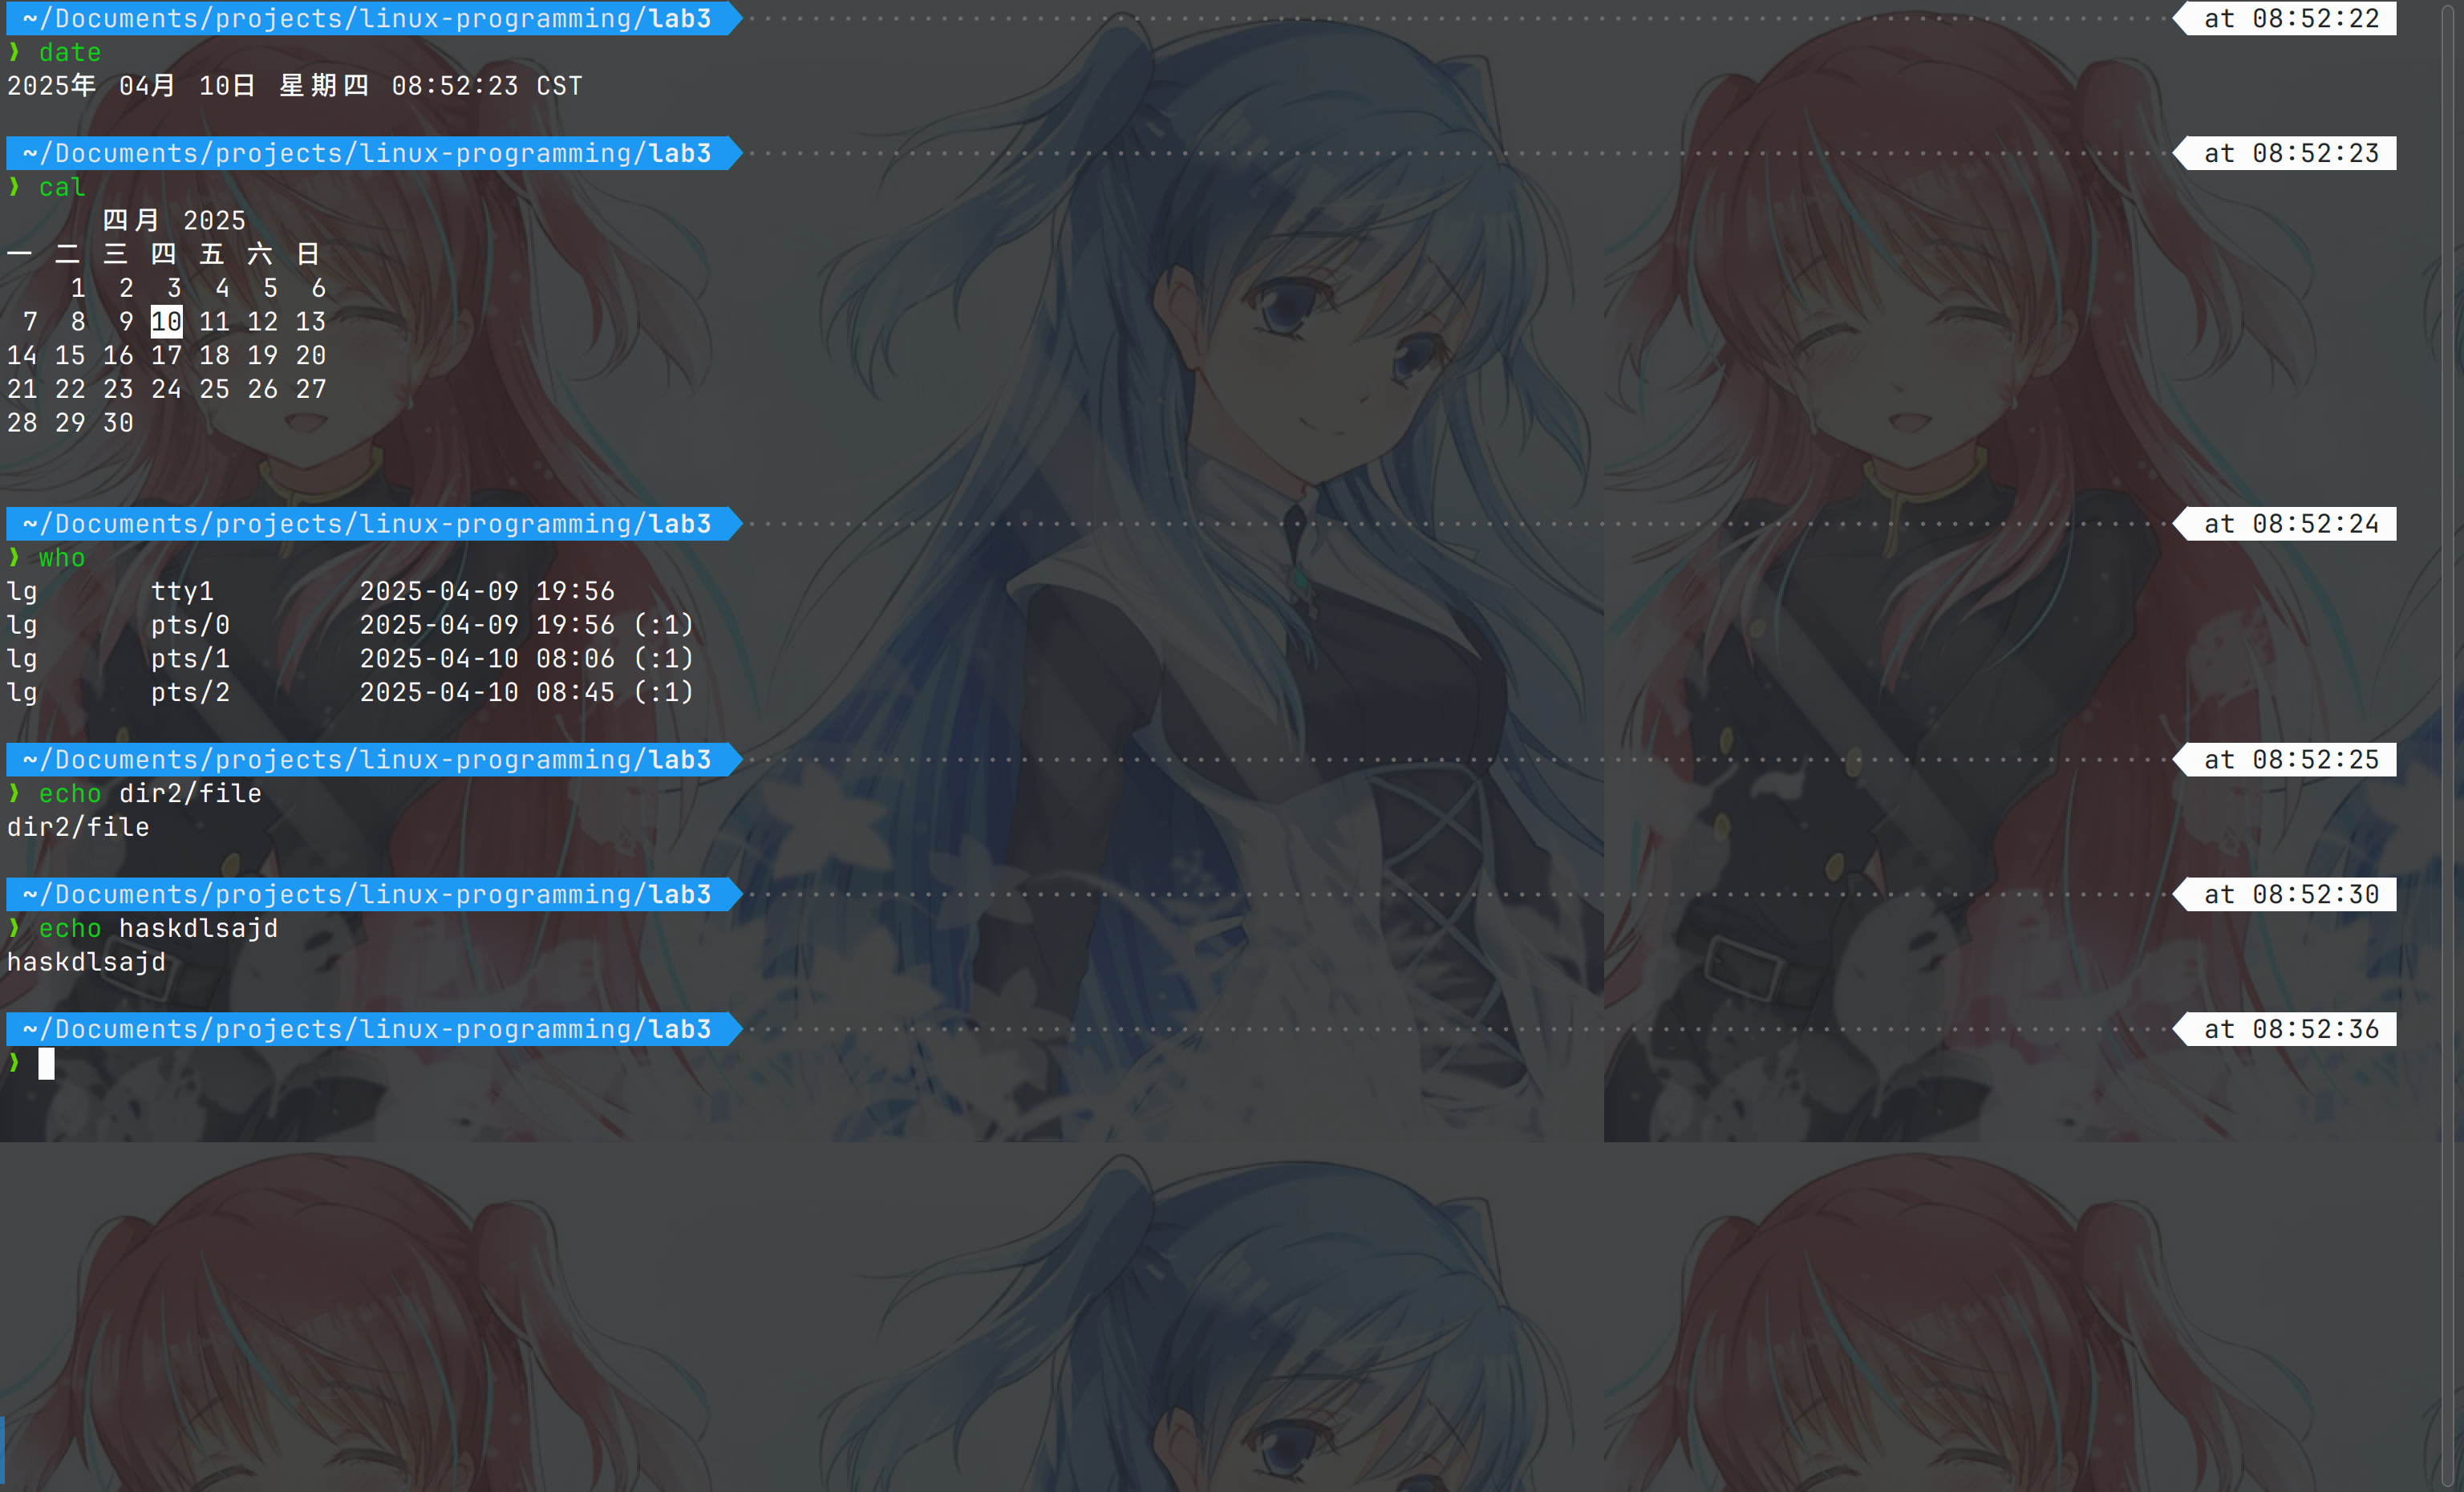 ~/Documents/projects/linux-programming/lab3 at 08:52:22
❯ date
2025年 04月 10日 星期四 08:52:23 CST
~/Documents/projects/linux-programming/lab3 at 08:52:23
❯ cal
四月 2025
一 二 三 四 五 六 日
1 2 3 4 5 6
7 8 9 10 11 12 13
14 15 16 17 18 19 20
21 22 23 24 25 26 27
28 29 30
~/Documents/projects/linux-programming/lab3 at 08:52:24
❯ who
lg tty1 2025-04-09 19:56
lg pts/0 2025-04-09 19:56 (:1)
lg pts/1 2025-04-10 08:06 (:1)
lg pts/2 2025-04-10 08:45 (:1)
~/Documents/projects/linux-programming/lab3 at 08:52:25
❯ echo dir2/file
dir2/file
~/Documents/projects/linux-programming/lab3 at 08:52:30
❯ echo haskdlsajd
haskdlsajd
~/Documents/projects/linux-programming/lab3 at 08:52:36
❯